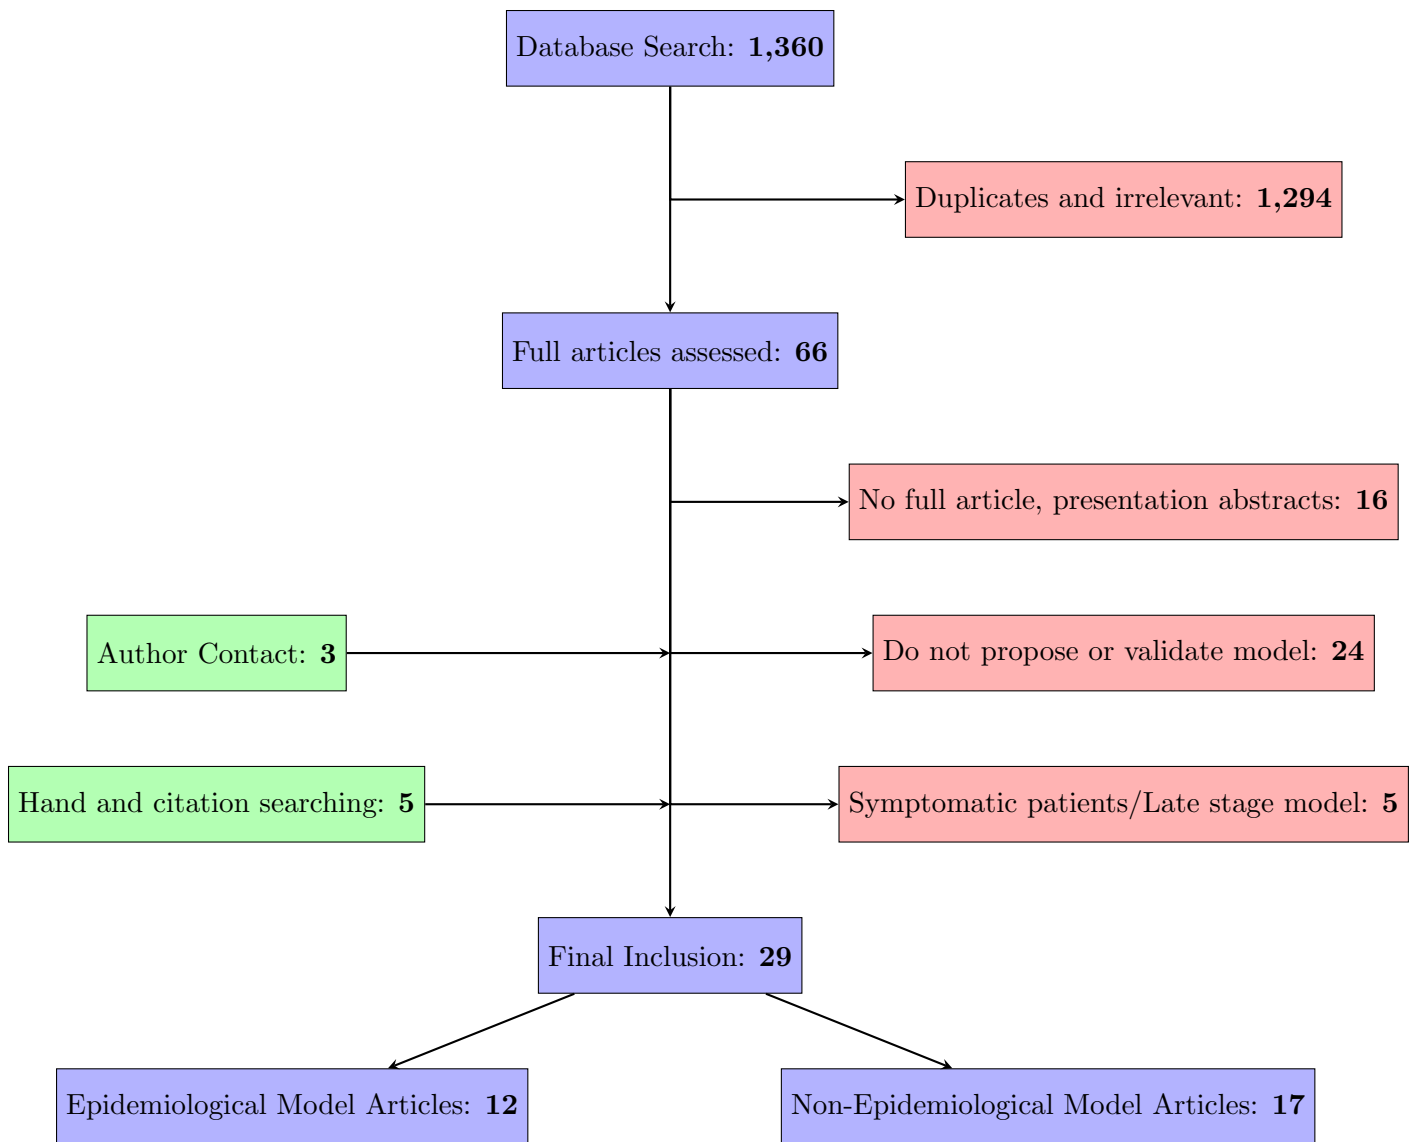 Database Search: 1,360
Duplicates and irrelevant: 1,294
Full articles assessed: 66
No full article, presentation abstracts: 16
Author Contact: 3
Do not propose or validate model: 24
Hand and citation searching: 5
Symptomatic patients/Late stage model: 5
Final Inclusion: 29
Epidemiological Model Articles: 12
Non-Epidemiological Model Articles: 17